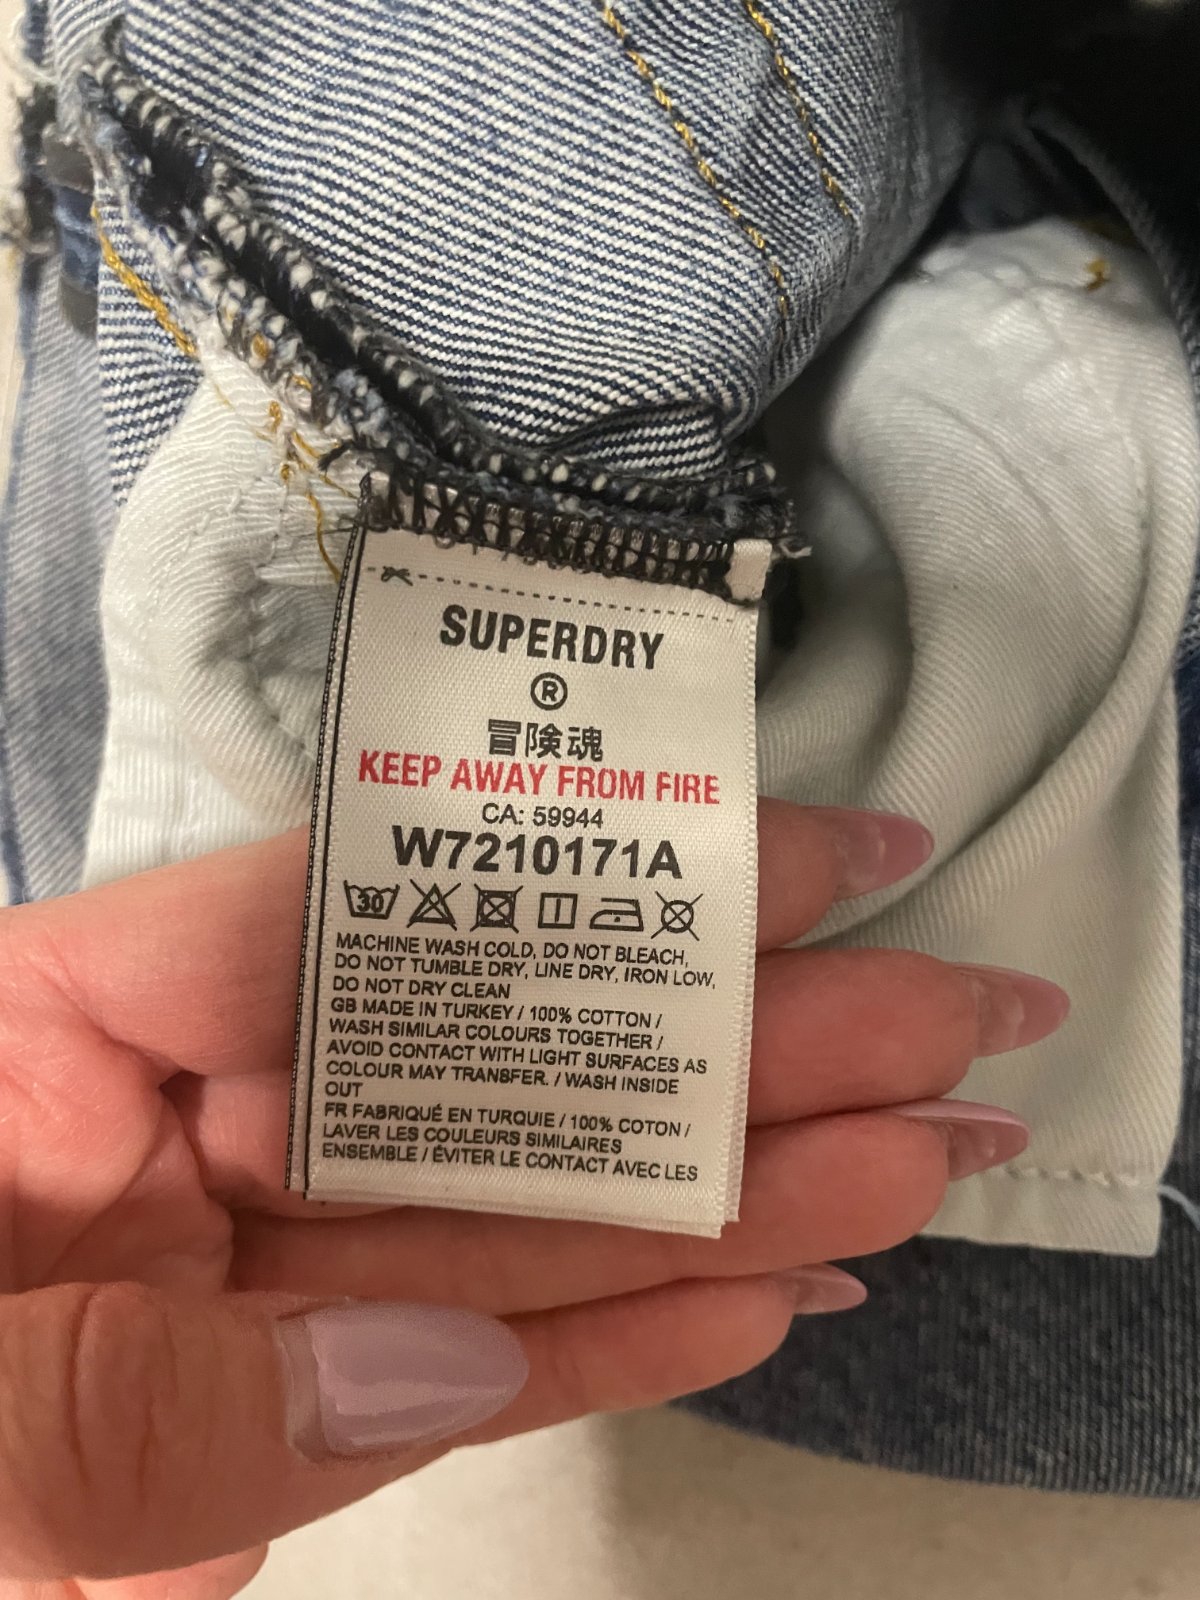 SUPERDRY
®
冒険魂
KEEP AWAY FROM FIRE
CA: 59944
W7210171A
30
MACHINE WASH COLD, DO NOT BLEACH,
DO NOT TUMBLE DRY, LINE DRY, IRON LOW,
DO NOT DRY CLEAN
GB MADE IN TURKEY / 100% COTTON /
WASH SIMILAR COLOURS TOGETHER /
AVOID CONTACT WITH LIGHT SURFACES AS
COLOUR MAY TRANSFER. / WASH INSIDE
OUT
FR FABRIQUÉ EN TURQUIE / 100% COTON /
LAVER LES COULEURS SIMILAIRES
ENSEMBLE / ÉVITER LE CONTACT AVEC LES